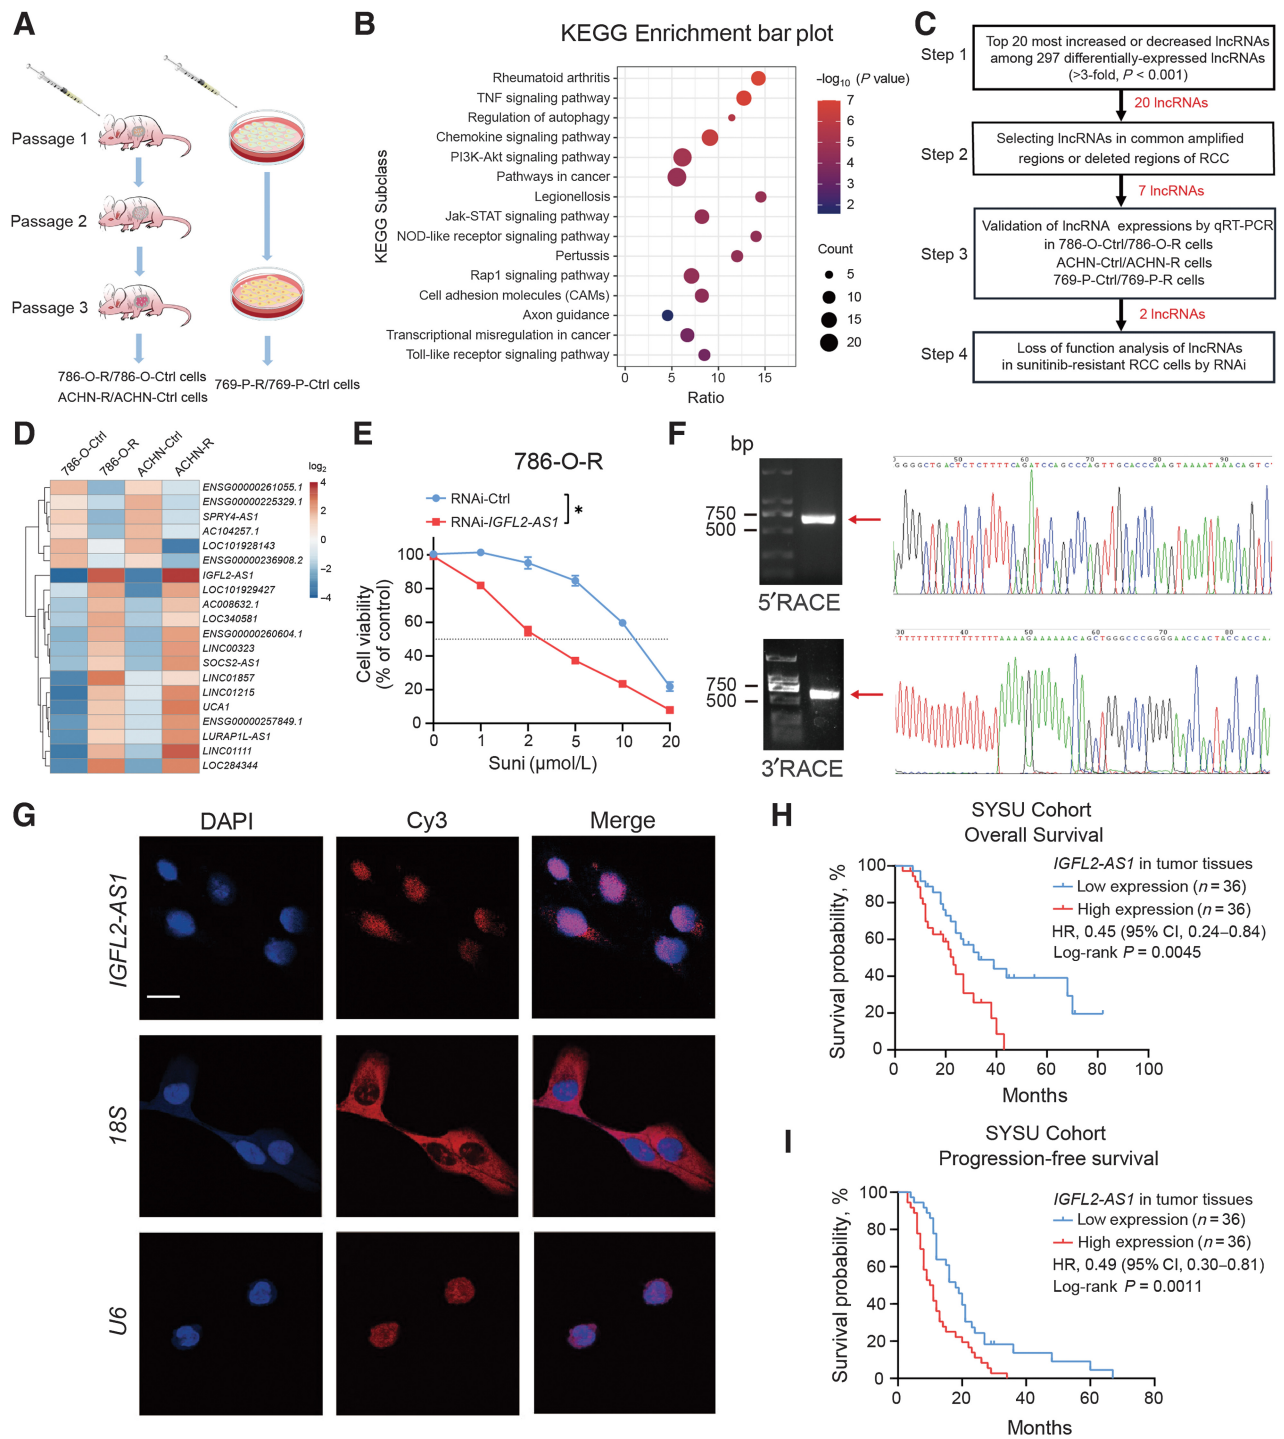 A
Passage 1
Passage 2
Passage 3
786-O-R/786-O-Ctrl cells
ACHN-R/ACHN-Ctrl cells
769-P-R/769-P-Ctrl cells
B
KEGG Enrichment bar plot
KEGG Subclass
Rheumatoid arthritis
TNF signaling pathway
Regulation of autophagy
Chemokine signaling pathway
PI3K-Akt signaling pathway
Pathways in cancer
Legionellosis
Jak-STAT signaling pathway
NOD-like receptor signaling pathway
Pertussis
Rap1 signaling pathway
Cell adhesion molecules (CAMs)
Axon guidance
Transcriptional misregulation in cancer
Toll-like receptor signaling pathway
0 5 10 15
Ratio
–log10 (P value)
7
6
5
4
3
2
Count
5
10
15
20
C
Step 1
Top 20 most increased or decreased lncRNAs
among 297 differentially-expressed lncRNAs
(>3-fold, P < 0.001)
20 lncRNAs
Step 2
Selecting lncRNAs in common amplified
regions or deleted regions of RCC
7 lncRNAs
Step 3
Validation of lncRNA expressions by qRT-PCR
in 786-O-Ctrl/786-O-R cells
ACHN-Ctrl/ACHN-R cells
769-P-Ctrl/769-P-R cells
2 lncRNAs
Step 4
Loss of function analysis of lncRNAs
in sunitinib-resistant RCC cells by RNAi
D
786-O-Ctrl
786-O-R
ACHN-Ctrl
ACHN-R
ENSG00000261055.1
ENSG00000225329.1
SPRY4-AS1
AC104257.1
LOC101928143
ENSG00000236908.2
IGFL2-AS1
LOC101929427
AC008632.1
LOC340581
ENSG00000260604.1
LINC00323
SOCS2-AS1
LINC01857
LINC01215
UCA1
ENSG00000257849.1
LURAP1L-AS1
LINC01111
LOC284344
log2
4
2
0
−2
−4
E
786-O-R
RNAi-Ctrl
RNAi-IGFL2-AS1
*
Cell viability
(% of control)
100
80
60
40
20
0
0 1 2 5 10 20
Suni (μmol/L)
F
bp
750
500
5′RACE
50 60 70 80 90
GGGGCTGACTCTCTTTTCAGATCCAGCCCAGTTGCACCCAAGTAAAATAAACAGTC
750
500
3′RACE
30 40 50 60 70 80
G
DAPI
Cy3
Merge
IGFL2-AS1
18S
U6
H
SYSU Cohort
Overall Survival
Survival probability, %
100
80
60
40
20
0
0 20 40 60 80 100
Months
IGFL2-AS1 in tumor tissues
Low expression (n = 36)
High expression (n = 36)
HR, 0.45 (95% CI, 0.24–0.84)
Log-rank P = 0.0045
I
SYSU Cohort
Progression-free survival
Survival probability, %
100
80
60
40
20
0
0 20 40 60 80
Months
IGFL2-AS1 in tumor tissues
Low expression (n = 36)
High expression (n = 36)
HR, 0.49 (95% CI, 0.30–0.81)
Log-rank P = 0.0011